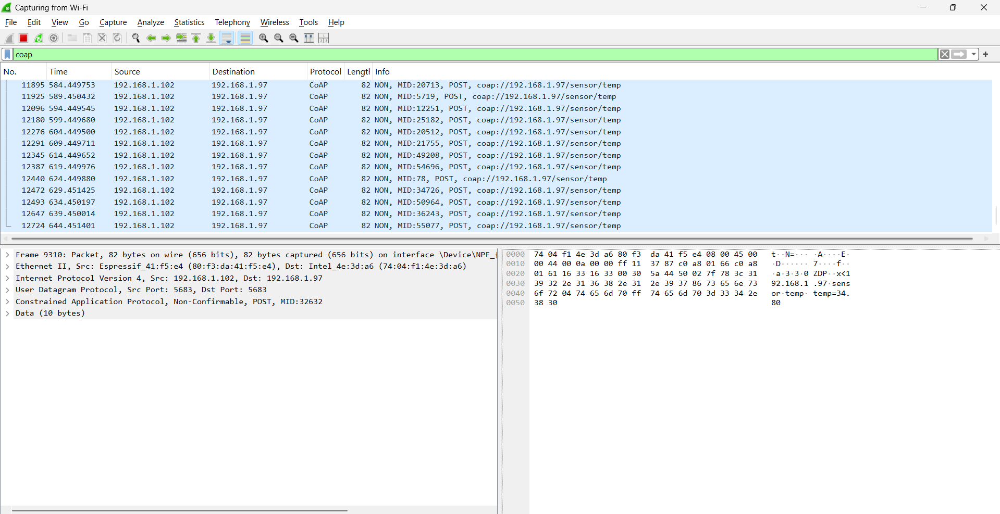 Capturing from Wi-Fi
File Edit View Go Capture Analyze Statistics Telephony Wireless Tools Help
coap
No. Time Source Destination Protocol Length Info
11895 584.449753 192.168.1.102 192.168.1.97 CoAP 82 NON, MID:20713, POST, coap://192.168.1.97/sensor/temp
11925 589.450432 192.168.1.102 192.168.1.97 CoAP 82 NON, MID:5719, POST, coap://192.168.1.97/sensor/temp
12096 594.449545 192.168.1.102 192.168.1.97 CoAP 82 NON, MID:12251, POST, coap://192.168.1.97/sensor/temp
12180 599.449680 192.168.1.102 192.168.1.97 CoAP 82 NON, MID:25182, POST, coap://192.168.1.97/sensor/temp
12276 604.449500 192.168.1.102 192.168.1.97 CoAP 82 NON, MID:20512, POST, coap://192.168.1.97/sensor/temp
12291 609.449711 192.168.1.102 192.168.1.97 CoAP 82 NON, MID:21755, POST, coap://192.168.1.97/sensor/temp
12345 614.449652 192.168.1.102 192.168.1.97 CoAP 82 NON, MID:49208, POST, coap://192.168.1.97/sensor/temp
12387 619.449976 192.168.1.102 192.168.1.97 CoAP 82 NON, MID:54696, POST, coap://192.168.1.97/sensor/temp
12440 624.449880 192.168.1.102 192.168.1.97 CoAP 82 NON, MID:78, POST, coap://192.168.1.97/sensor/temp
12472 629.451425 192.168.1.102 192.168.1.97 CoAP 82 NON, MID:34726, POST, coap://192.168.1.97/sensor/temp
12493 634.450197 192.168.1.102 192.168.1.97 CoAP 82 NON, MID:50964, POST, coap://192.168.1.97/sensor/temp
12647 639.450014 192.168.1.102 192.168.1.97 CoAP 82 NON, MID:36243, POST, coap://192.168.1.97/sensor/temp
12724 644.451401 192.168.1.102 192.168.1.97 CoAP 82 NON, MID:55077, POST, coap://192.168.1.97/sensor/temp
Frame 9310: Packet, 82 bytes on wire (656 bits), 82 bytes captured (656 bits) on interface \Device\NPF_{
Ethernet II, Src: Espressif_41:f5:e4 (80:f3:da:41:f5:e4), Dst: Intel_4e:3d:a6 (74:04:f1:4e:3d:a6)
Internet Protocol Version 4, Src: 192.168.1.102, Dst: 192.168.1.97
User Datagram Protocol, Src Port: 5683, Dst Port: 5683
Constrained Application Protocol, Non-Confirmable, POST, MID:32632
Data (10 bytes)
0000 74 04 f1 4e 3d a6 80 f3 da 41 f5 e4 08 00 45 00 t··N=··· ·A····E·
0010 00 44 00 0a 00 00 ff 11 37 87 c0 a8 01 66 c0 a8 ·D······ 7····f··
0020 01 61 16 33 16 33 00 30 5a 44 50 02 7f 78 3c 31 ·a·3·3·0 ZDP··x<1
0030 39 32 2e 31 36 38 2e 31 2e 39 37 86 73 65 6e 73 92.168.1 .97·sens
0040 6f 72 04 74 65 6d 70 ff 74 65 6d 70 3d 33 34 2e or·temp· temp=34.
0050 38 30 80